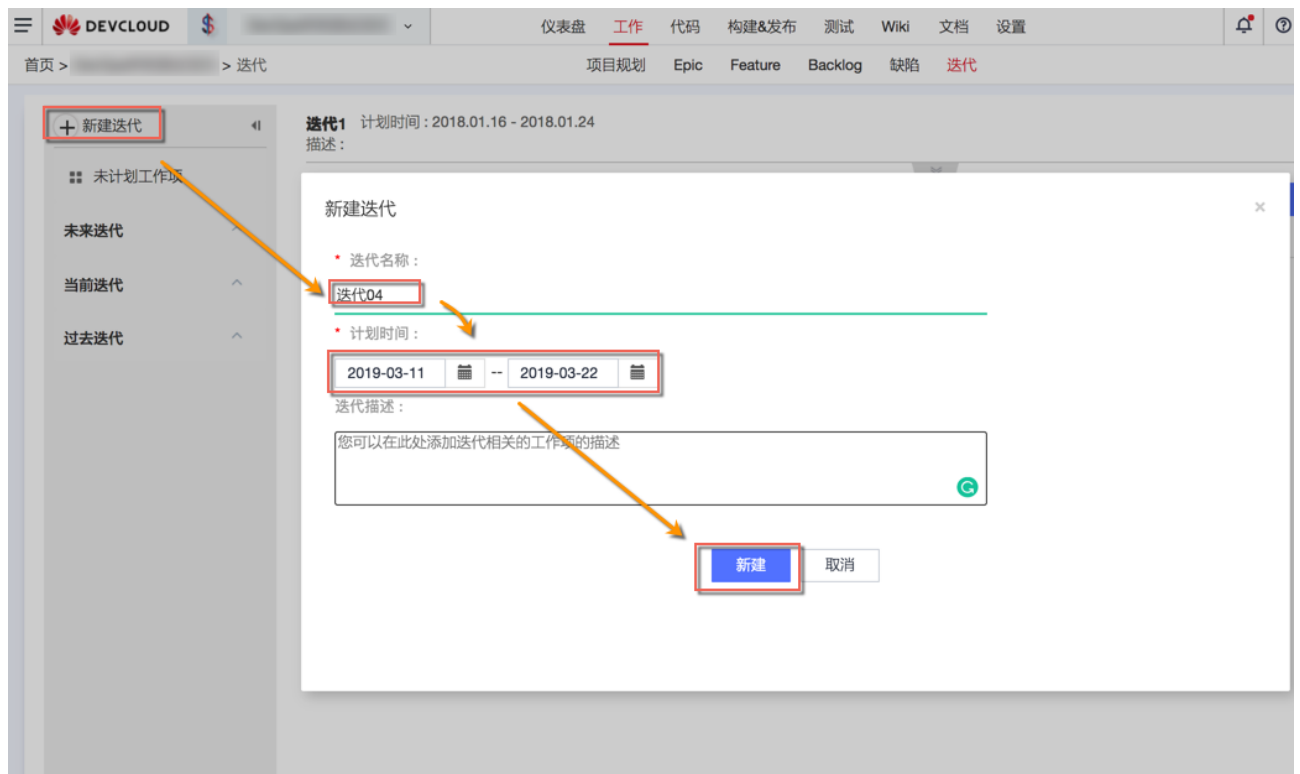 DEVCLOUD 仪表盘 工作 代码 构建&发布 测试 Wiki 文档 设置
首页 > > 迭代 项目规划 Epic Feature Backlog 缺陷 迭代
新建迭代
迭代1 计划时间 : 2018.01.16 - 2018.01.24
描述 :
未计划工作项
未来迭代
当前迭代
过去迭代
新建迭代 ×
* 迭代名称 :
迭代04
* 计划时间 :
2019-03-11 -- 2019-03-22
迭代描述 :
您可以在此处添加迭代相关的工作项的描述
新建 取消